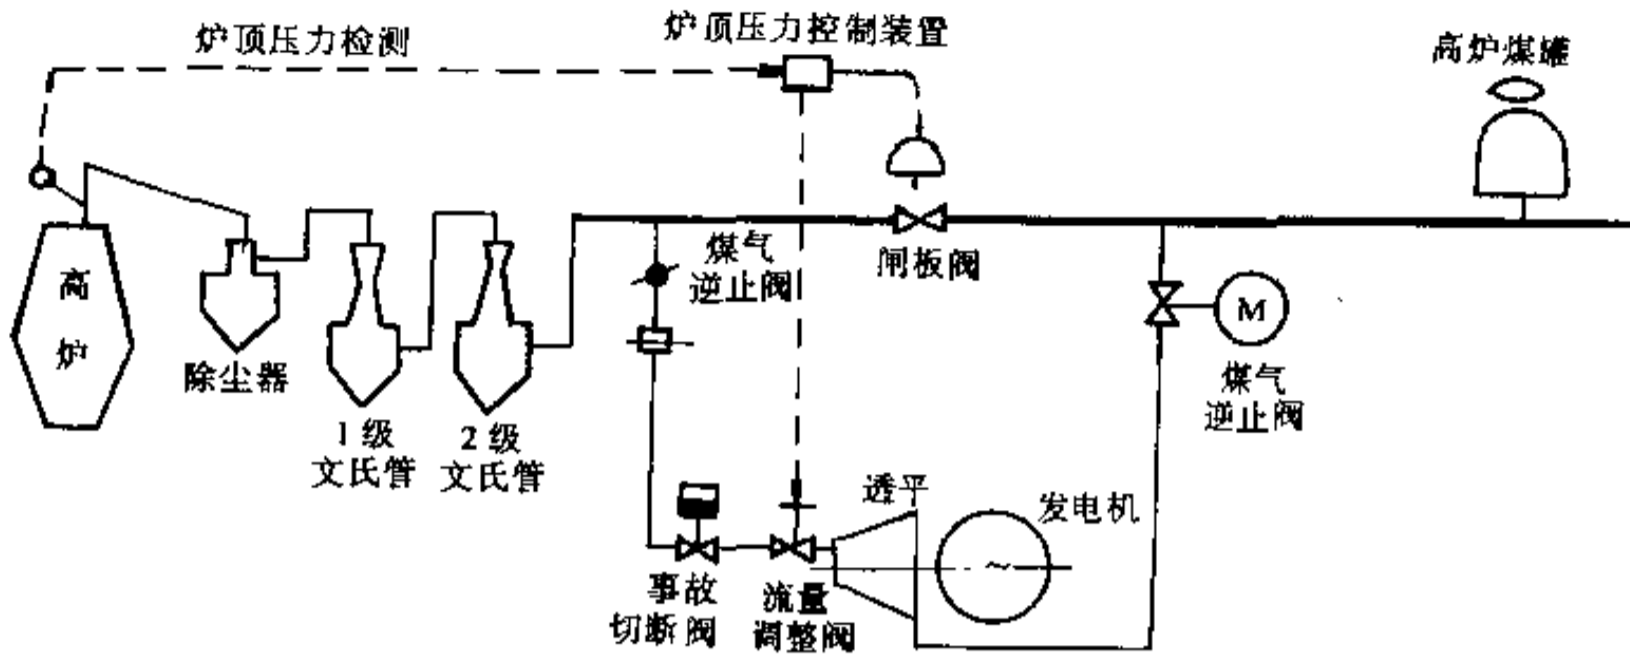 炉顶压力检测
炉顶压力控制装置
高炉煤罐
高
炉
除尘器
1级
文氏管
2级
文氏管
煤气
逆止阀
闸板阀
M
煤气
逆止阀
事故
切断阀
流量
调整阀
透平
发电机
~